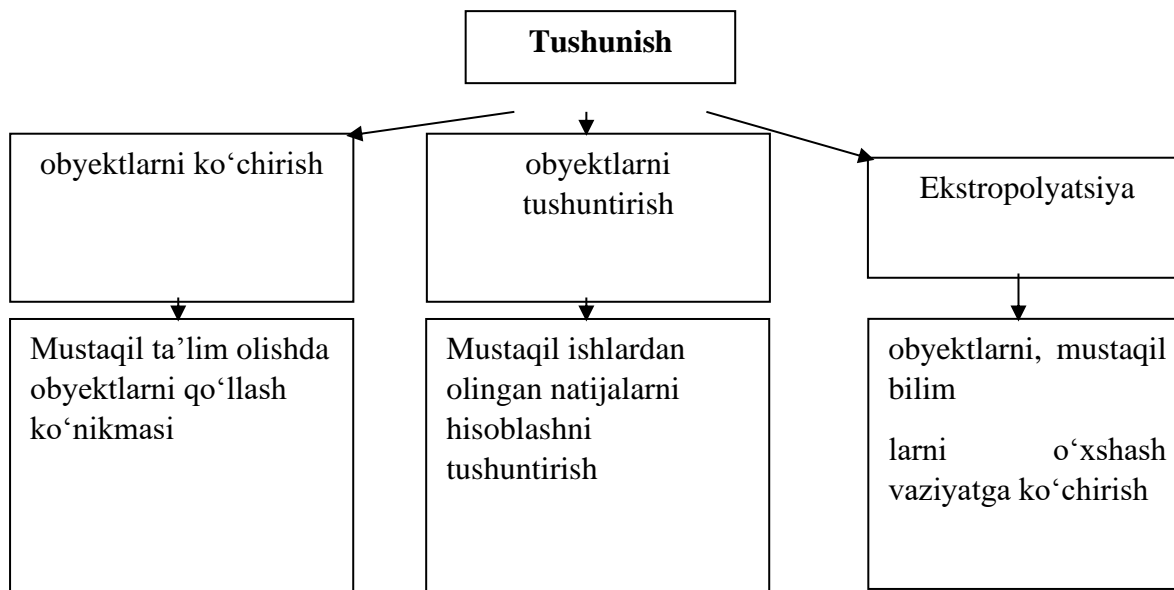 Tushunish
obyektlarni ko‘chirish
obyektlarni
tushuntirish
Ekstropolyatsiya
Mustaqil ta’lim olishda
obyektlarni qo‘llash
ko‘nikmasi
Mustaqil ishlardan
olingan natijalarni
hisoblashni
tushuntirish
obyektlarni, mustaqil
bilim
larni o‘xshash
vaziyatga ko‘chirish